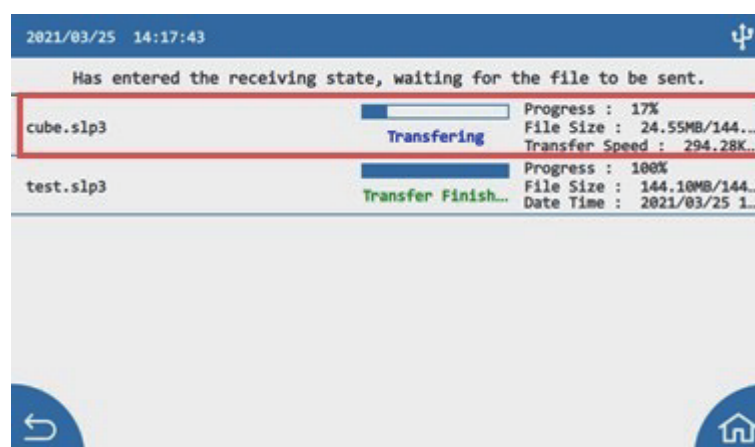 2021/03/25 14:17:43
Has entered the receiving state, waiting for the file to be sent.
cube.slp3
Transfering
Progress : 17%
File Size : 24.55MB/144...
Transfer Speed : 294.28K...
test.slp3
Transfer Finish...
Progress : 100%
File Size : 144.10MB/144...
Date Time : 2021/03/25 1...